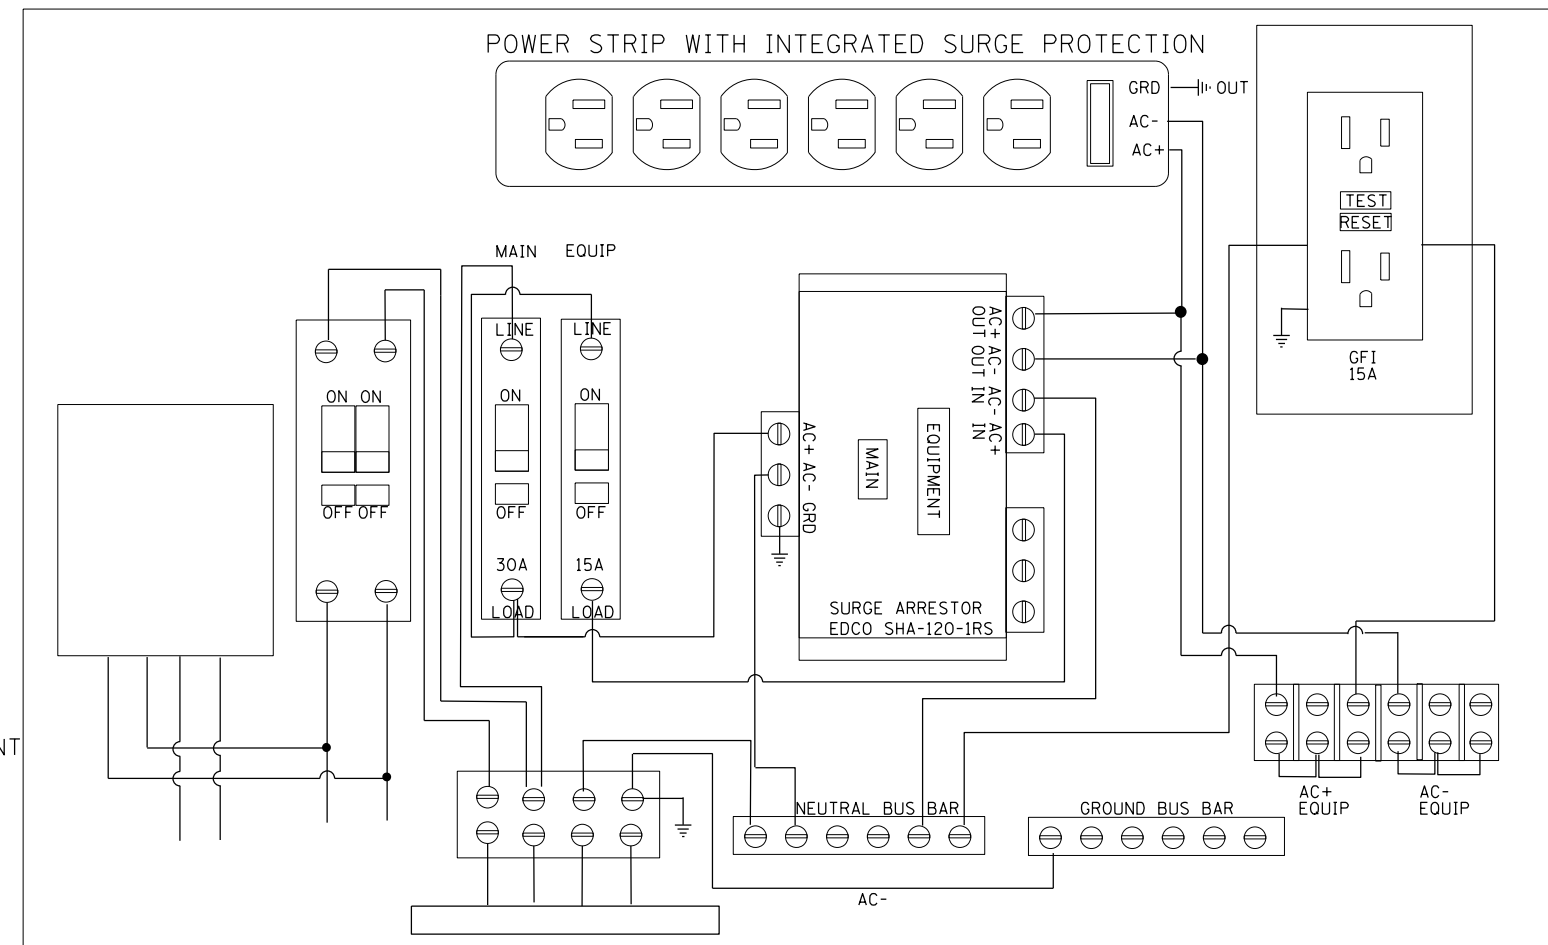 POWER STRIP WITH INTEGRATED SURGE PROTECTION
GRD OUT
AC-
AC+
TEST
RESET
GFI
15A
MAIN EQUIP
LINE LINE
ON ON
ON
ON
OFF OFF
OFF
OFF
30A
15A
LOAD
LOAD
AC+ AC- GRD
MAIN
EQUIPMENT
AC+ AC- AC- AC+
OUT OUT IN IN
SURGE ARRESTOR
EDCO SHA-120-1RS
NT
NEUTRAL BUS BAR
GROUND BUS BAR
AC+
EQUIP
AC-
EQUIP
AC-